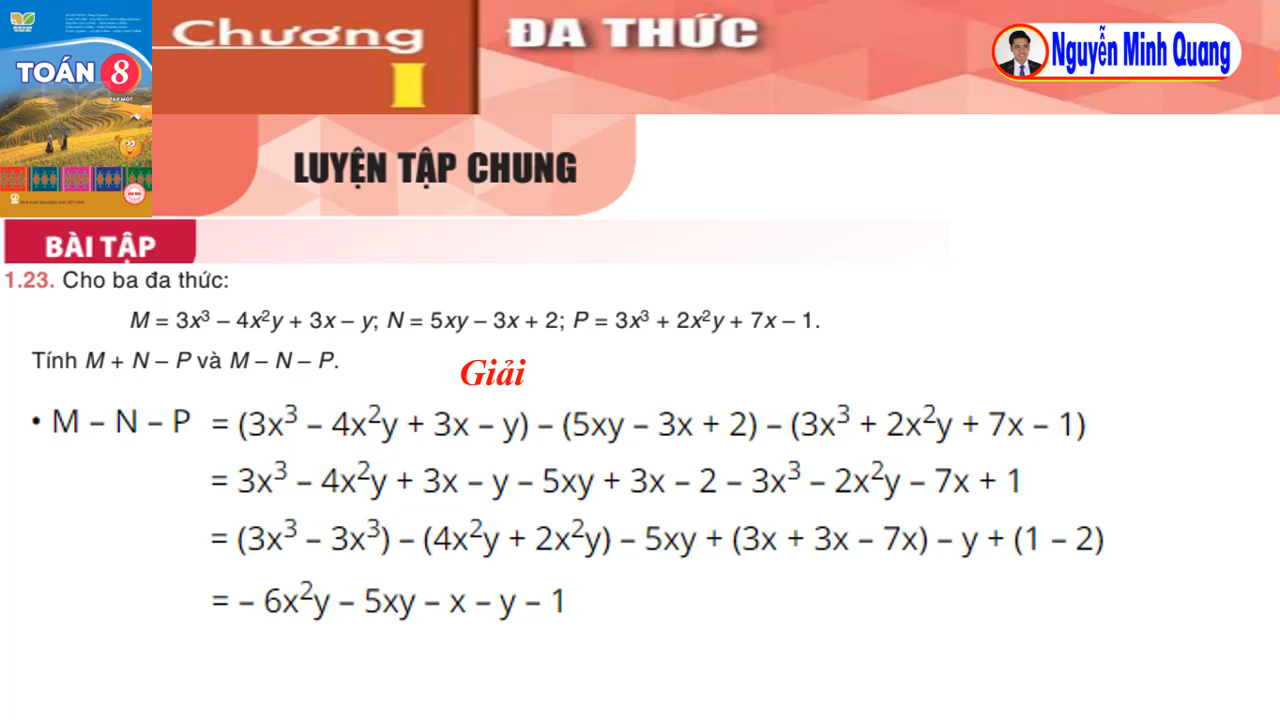 TOÁN 8
TẬP MỘT
Chương I
ĐA THỨC
Nguyễn Minh Quang
LUYỆN TẬP CHUNG
BÀI TẬP
1.23. Cho ba đa thức:
M = 3x³ – 4x²y + 3x – y; N = 5xy – 3x + 2; P = 3x³ + 2x²y + 7x – 1.
Tính M + N – P và M – N – P.
Giải
• M – N – P = (3x³ – 4x²y + 3x – y) – (5xy – 3x + 2) – (3x³ + 2x²y + 7x – 1)
= 3x³ – 4x²y + 3x – y – 5xy + 3x – 2 – 3x³ – 2x²y – 7x + 1
= (3x³ – 3x³) – (4x²y + 2x²y) – 5xy + (3x + 3x – 7x) – y + (1 – 2)
= – 6x²y – 5xy – x – y – 1